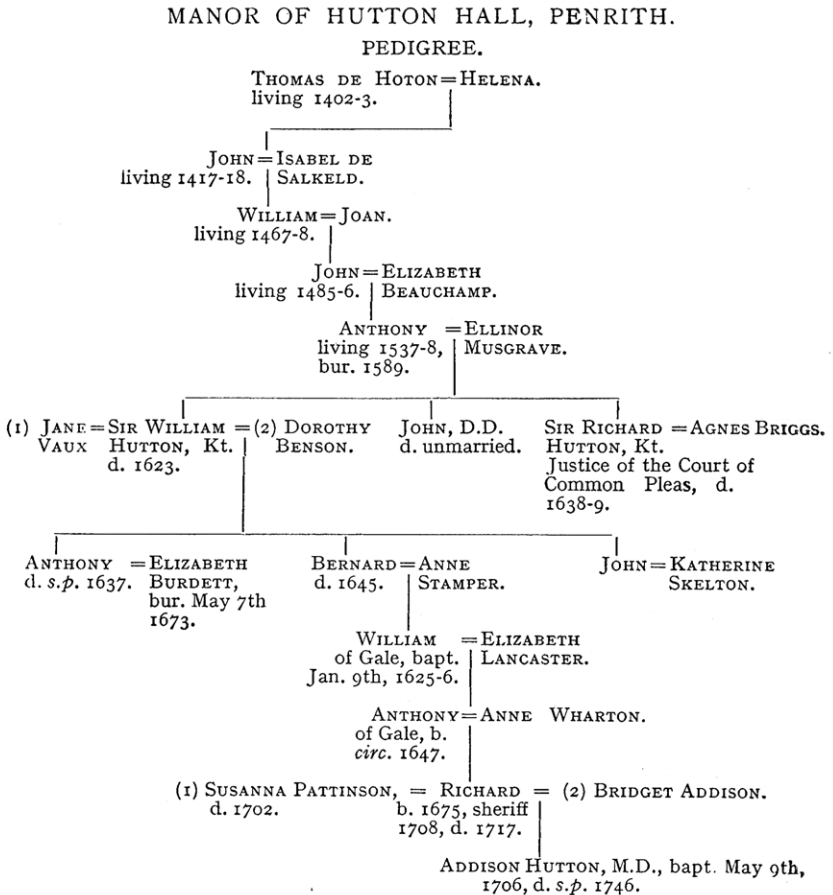 MANOR OF HUTTON HALL, PENRITH.
PEDIGREE.
THOMAS DE HOTON = HELENA.
living 1402-3.
JOHN = ISABEL DE
living 1417-18. SALKELD.
WILLIAM = JOAN.
living 1467-8.
JOHN = ELIZABETH
living 1485-6. BEAUCHAMP.
ANTHONY = ELLINOR
living 1537-8, MUSGRAVE.
bur. 1589.
(1) JANE = SIR WILLIAM = (2) DOROTHY JOHN, D.D. SIR RICHARD = AGNES BRIGGS.
VAUX HUTTON, Kt. BENSON. d. unmarried. HUTTON, Kt.
d. 1623. Justice of the Court of
Common Pleas, d.
1638-9.
ANTHONY = ELIZABETH BERNARD = ANNE JOHN = KATHERINE
d. s.p. 1637. BURDETT, d. 1645. STAMPER. SKELTON.
bur. May 7th
1673.
WILLIAM = ELIZABETH
of Gale, bapt. LANCASTER.
Jan. 9th, 1625-6.
ANTHONY = ANNE WHARTON.
of Gale, b.
circ. 1647.
(1) SUSANNA PATTINSON, = RICHARD = (2) BRIDGET ADDISON.
d. 1702. b. 1675, sheriff
1708, d. 1717.
ADDISON HUTTON, M.D., bapt. May 9th,
1706, d. s.p. 1746.